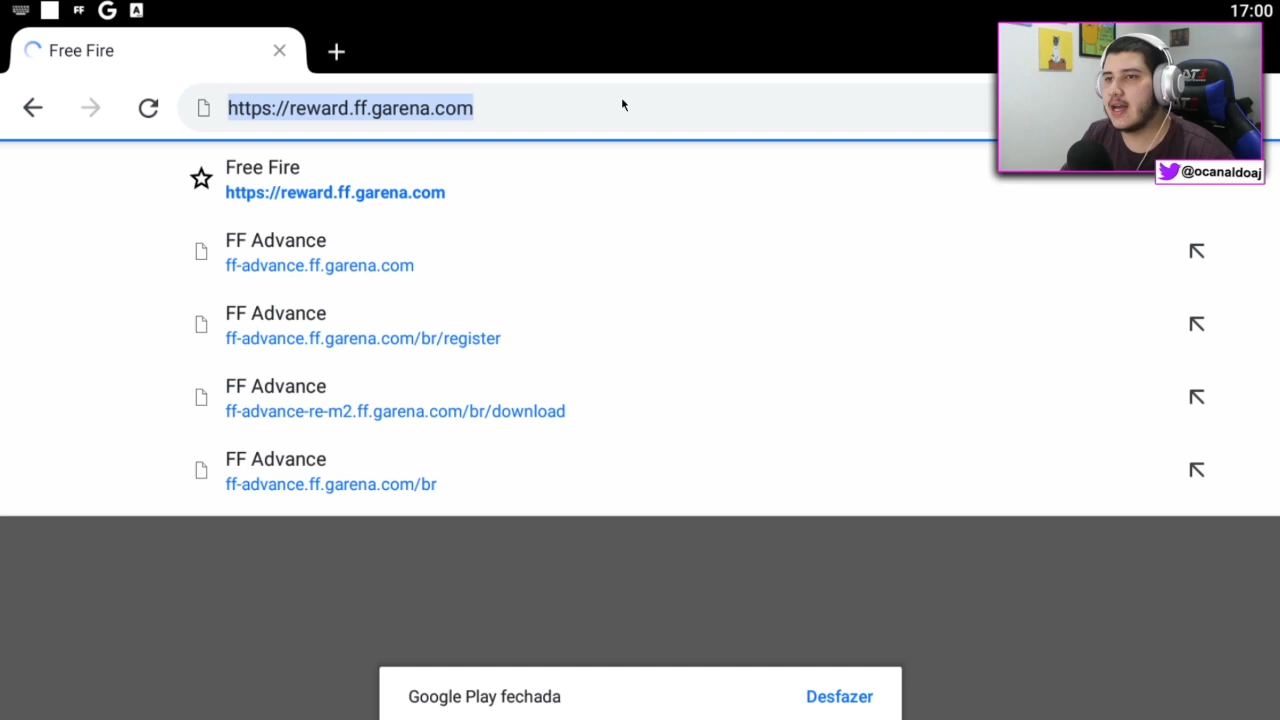 FF
G
A
17:00
Free Fire
https://reward.ff.garena.com
@ocanaldoaj
Free Fire
https://reward.ff.garena.com
FF Advance
ff-advance.ff.garena.com
FF Advance
ff-advance.ff.garena.com/br/register
FF Advance
ff-advance-re-m2.ff.garena.com/br/download
FF Advance
ff-advance.ff.garena.com/br
Google Play fechada
Desfazer